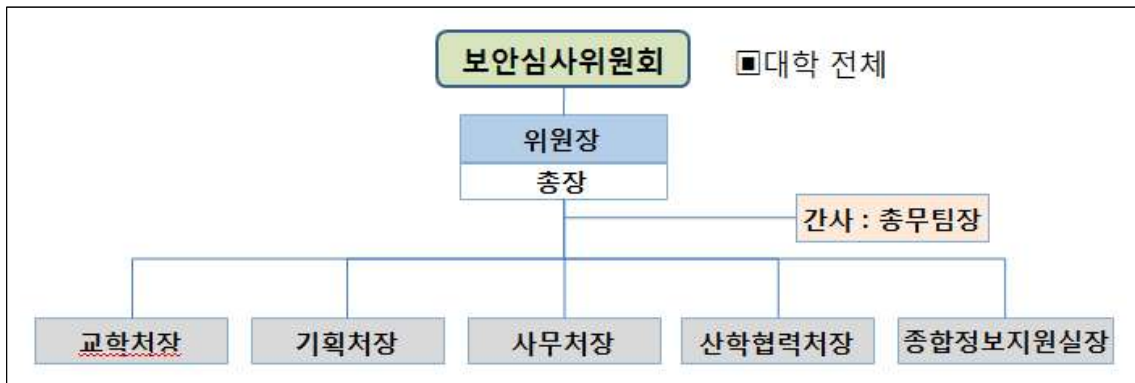 보안심사위원회
▣대학 전체
위원장
총장
간사 : 총무팀장
교학처장
기획처장
사무처장
산학협력처장
종합정보지원실장